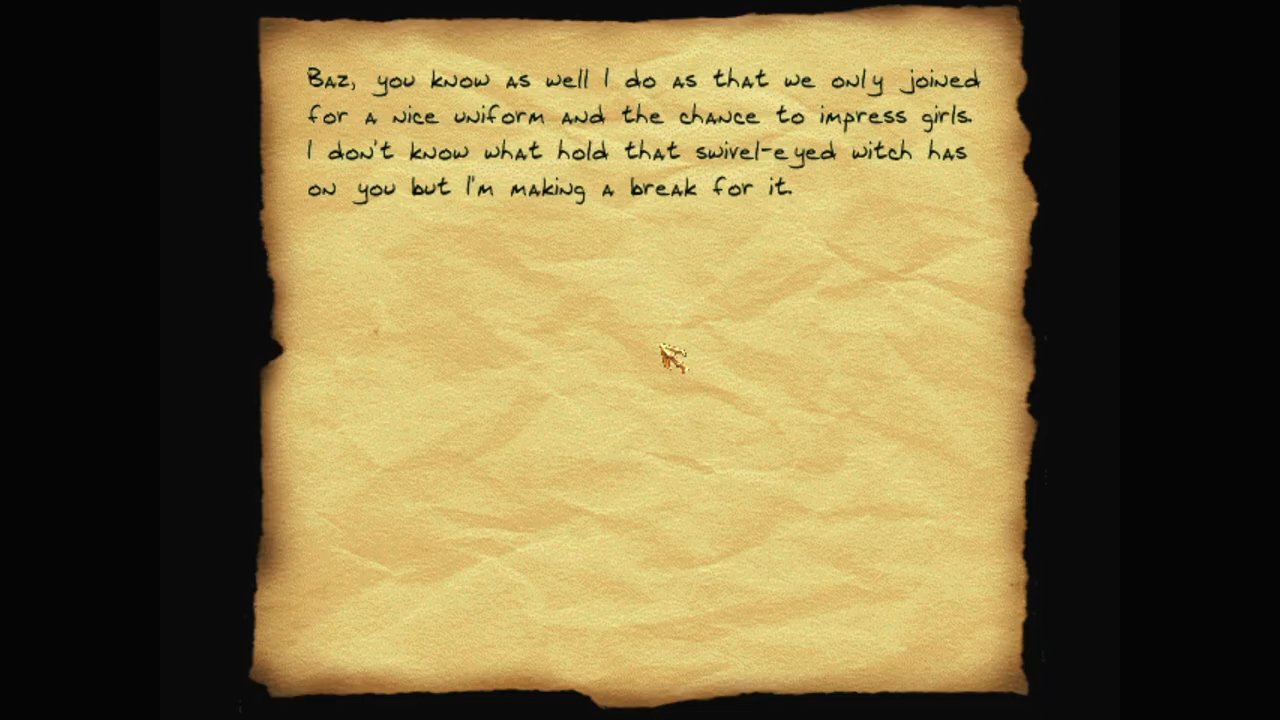 Baz, you know as well I do as that we only joined
for a nice uniform and the chance to impress girls.
I don't know what hold that swivel-eyed witch has
on you but I'm making a break for it.